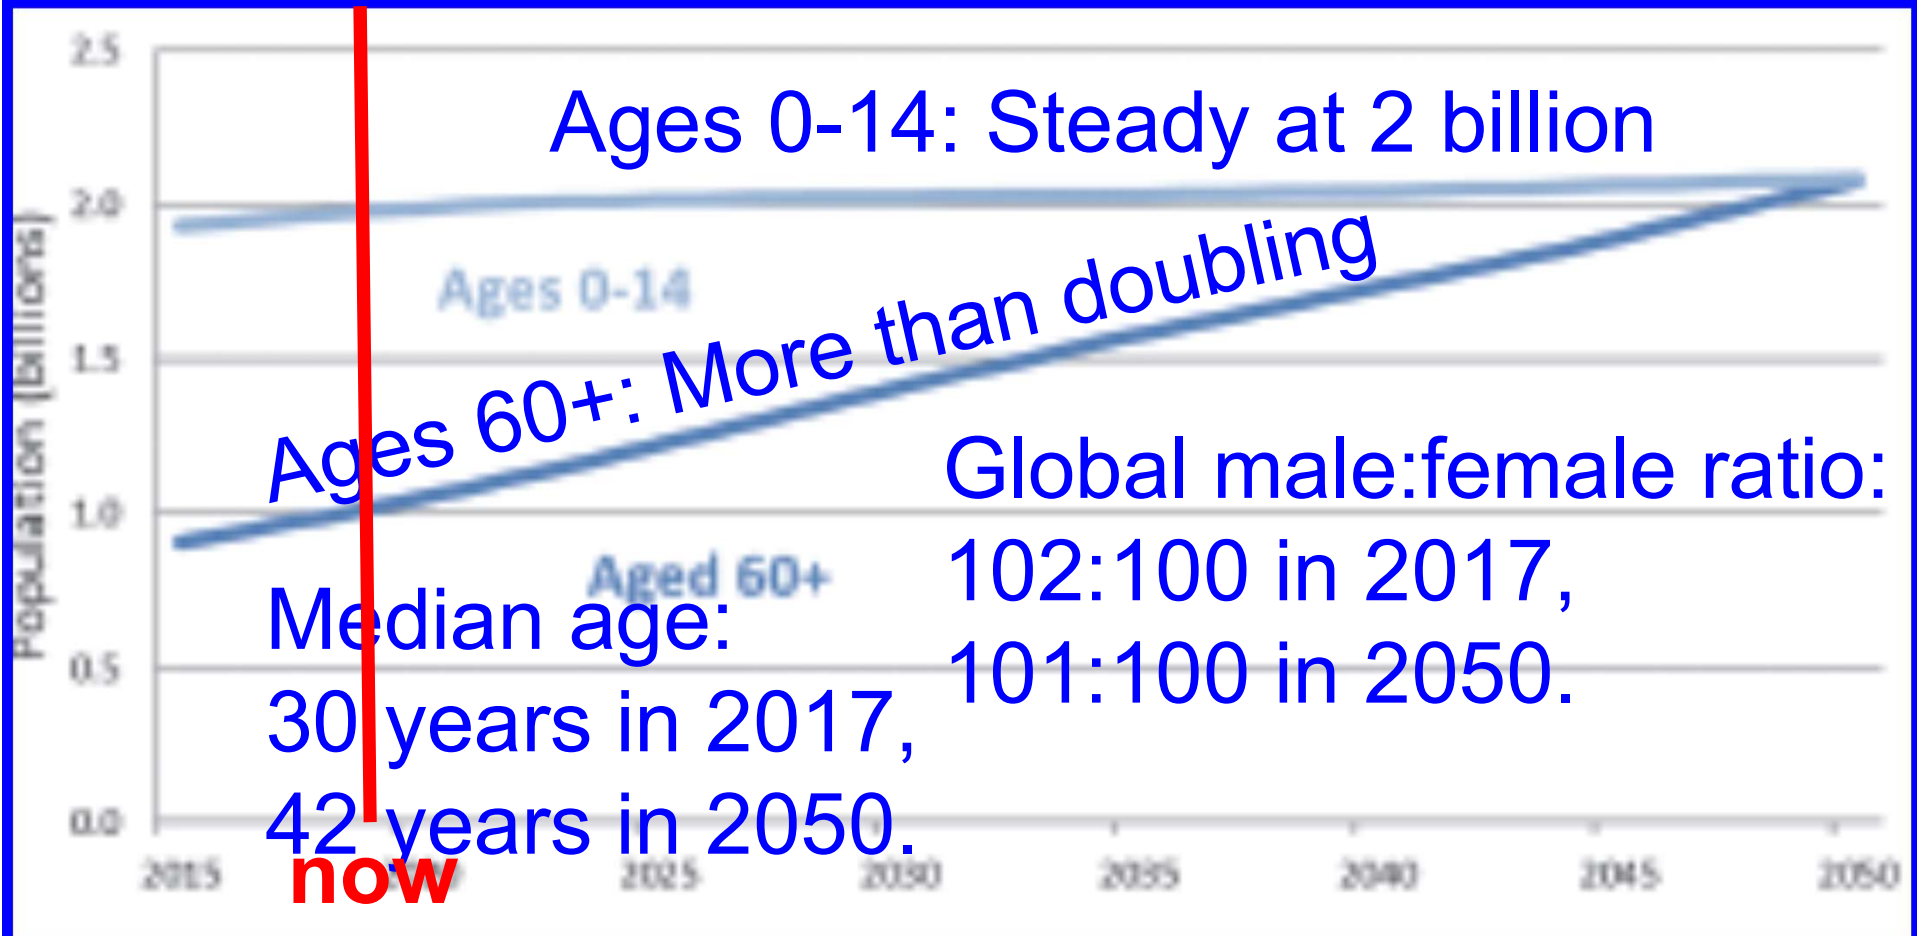 2.5
Ages 0-14: Steady at 2 billion
2.0
Population (billions)
Ages 0-14
Ages 60+: More than doubling
1.5
Global male:female ratio:
1.0
102:100 in 2017,
Aged 60+
Median age:
101:100 in 2050.
0.5
30 years in 2017,
42 years in 2050.
0.0
2015
now
2025
2030
2035
2040
2045
2050